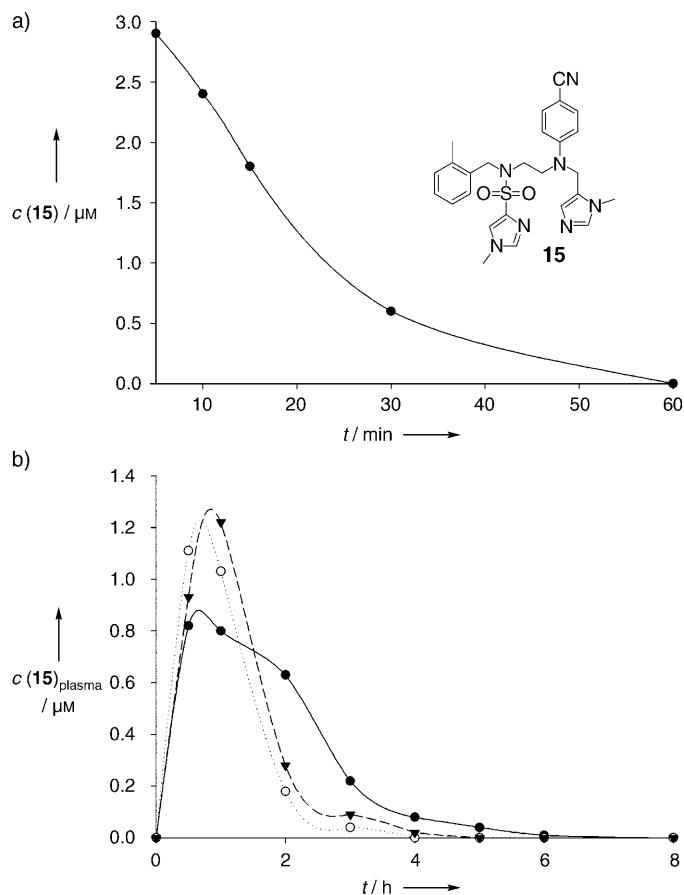 a)
3.0
2.5
2.0
1.5
1.0
0.5
0.0
c (15) / µM
10
20
30
40
50
60
t / min
CN
N
N
O=S=O
N
N
N
N
15
b)
1.4
1.2
1.0
0.8
0.6
0.4
0.2
0.0
c (15)plasma
/ µM
0
2
4
6
8
t / h